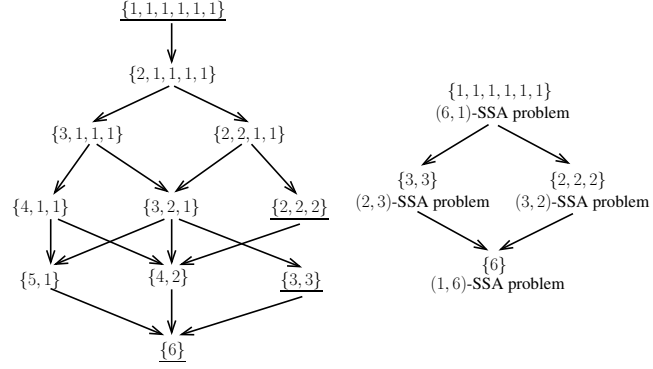 {1, 1, 1, 1, 1, 1}
{2, 1, 1, 1, 1}
{3, 1, 1, 1} {2, 2, 1, 1}
{4, 1, 1} {3, 2, 1} {2, 2, 2}
{5, 1} {4, 2} {3, 3}
{6}
{1, 1, 1, 1, 1, 1}
(6, 1)-SSA problem
{3, 3} {2, 2, 2}
(2, 3)-SSA problem (3, 2)-SSA problem
{6}
(1, 6)-SSA problem